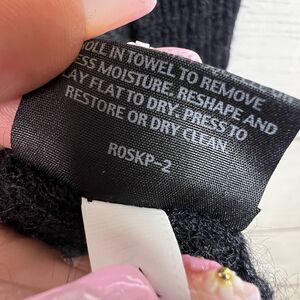 ROLL IN TOWEL TO REMOVE
ESS MOISTURE. RESHAPE AND
LAY FLAT TO DRY. PRESS TO
RESTORE OR DRY CLEAN
R0SKP-2